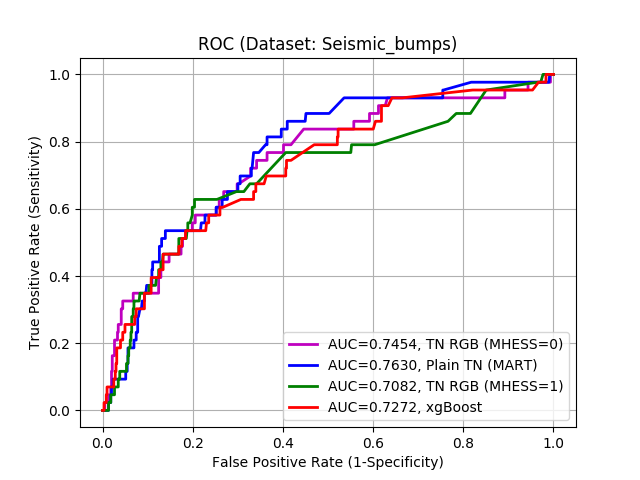 ROC (Dataset: Seismic_bumps)
True Positive Rate (Sensitivity)
1.0
0.8
0.6
0.4
0.2
0.0
AUC=0.7454, TN RGB (MHESS=0)
AUC=0.7630, Plain TN (MART)
AUC=0.7082, TN RGB (MHESS=1)
AUC=0.7272, xgBoost
0.0 0.2 0.4 0.6 0.8 1.0
False Positive Rate (1-Specificity)